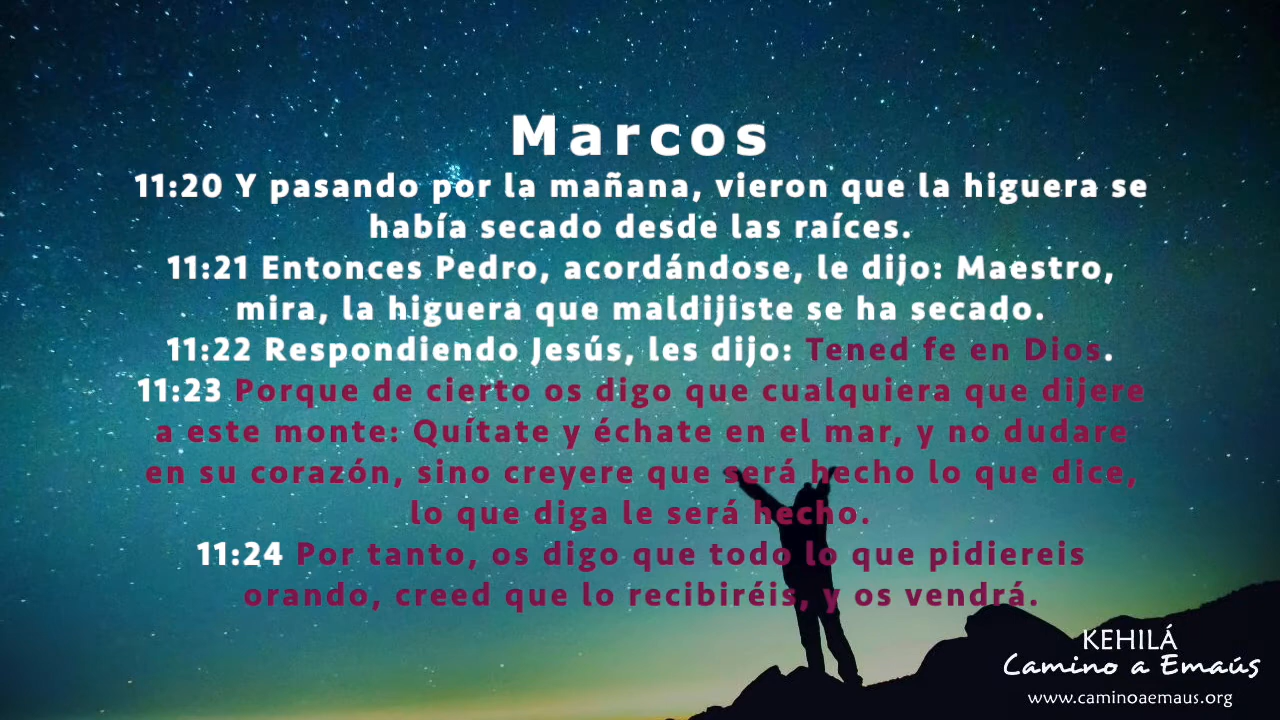 Marcos
11:20 Y pasando por la mañana, vieron que la higuera se
había secado desde las raíces.
11:21 Entonces Pedro, acordándose, le dijo: Maestro,
mira, la higuera que maldijiste se ha secado.
11:22 Respondiendo Jesús, les dijo: Tened fe en Dios.
11:23 Porque de cierto os digo que cualquiera que dijere
a este monte: Quítate y échate en el mar, y no dudare
en su corazón, sino creyere que será hecho lo que dice,
lo que diga le será hecho.
11:24 Por tanto, os digo que todo lo que pidiereis
orando, creed que lo recibiréis, y os vendrá.
KEHILÁ
Camino a Emaús
www.caminoaemaus.org